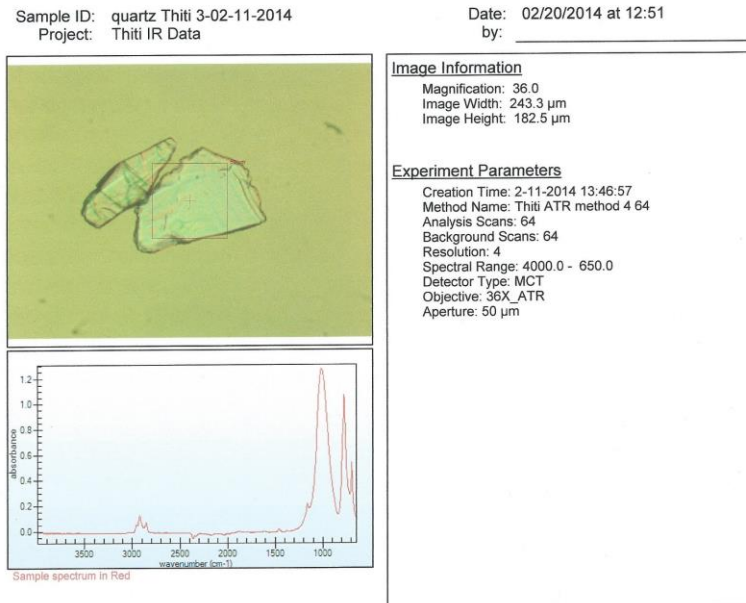 Sample ID: quartz Thiti 3-02-11-2014
Project: Thiti IR Data
Date: 02/20/2014 at 12:51
by:
Image Information
Magnification: 36.0
Image Width: 243.3 µm
Image Height: 182.5 µm
Experiment Parameters
Creation Time: 2-11-2014 13:46:57
Method Name: Thiti ATR method 4 64
Analysis Scans: 64
Background Scans: 64
Resolution: 4
Spectral Range: 4000.0 - 650.0
Detector Type: MCT
Objective: 36X_ATR
Aperture: 50 µm
absorbance
1.2
1.0
0.8
0.6
0.4
0.2
0.0
3500 3000 2500 2000 1500 1000
wavenumber (cm-1)
Sample spectrum in Red